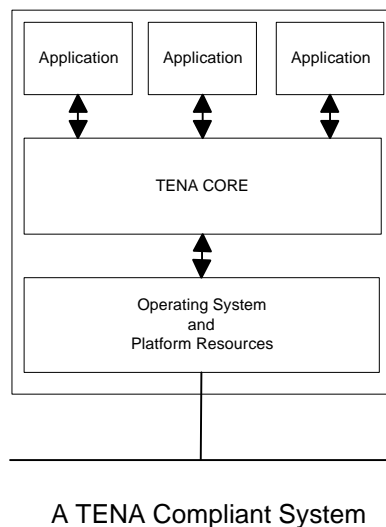 Application
Application
Application
TENA CORE
Operating System
and
Platform Resources
A TENA Compliant System